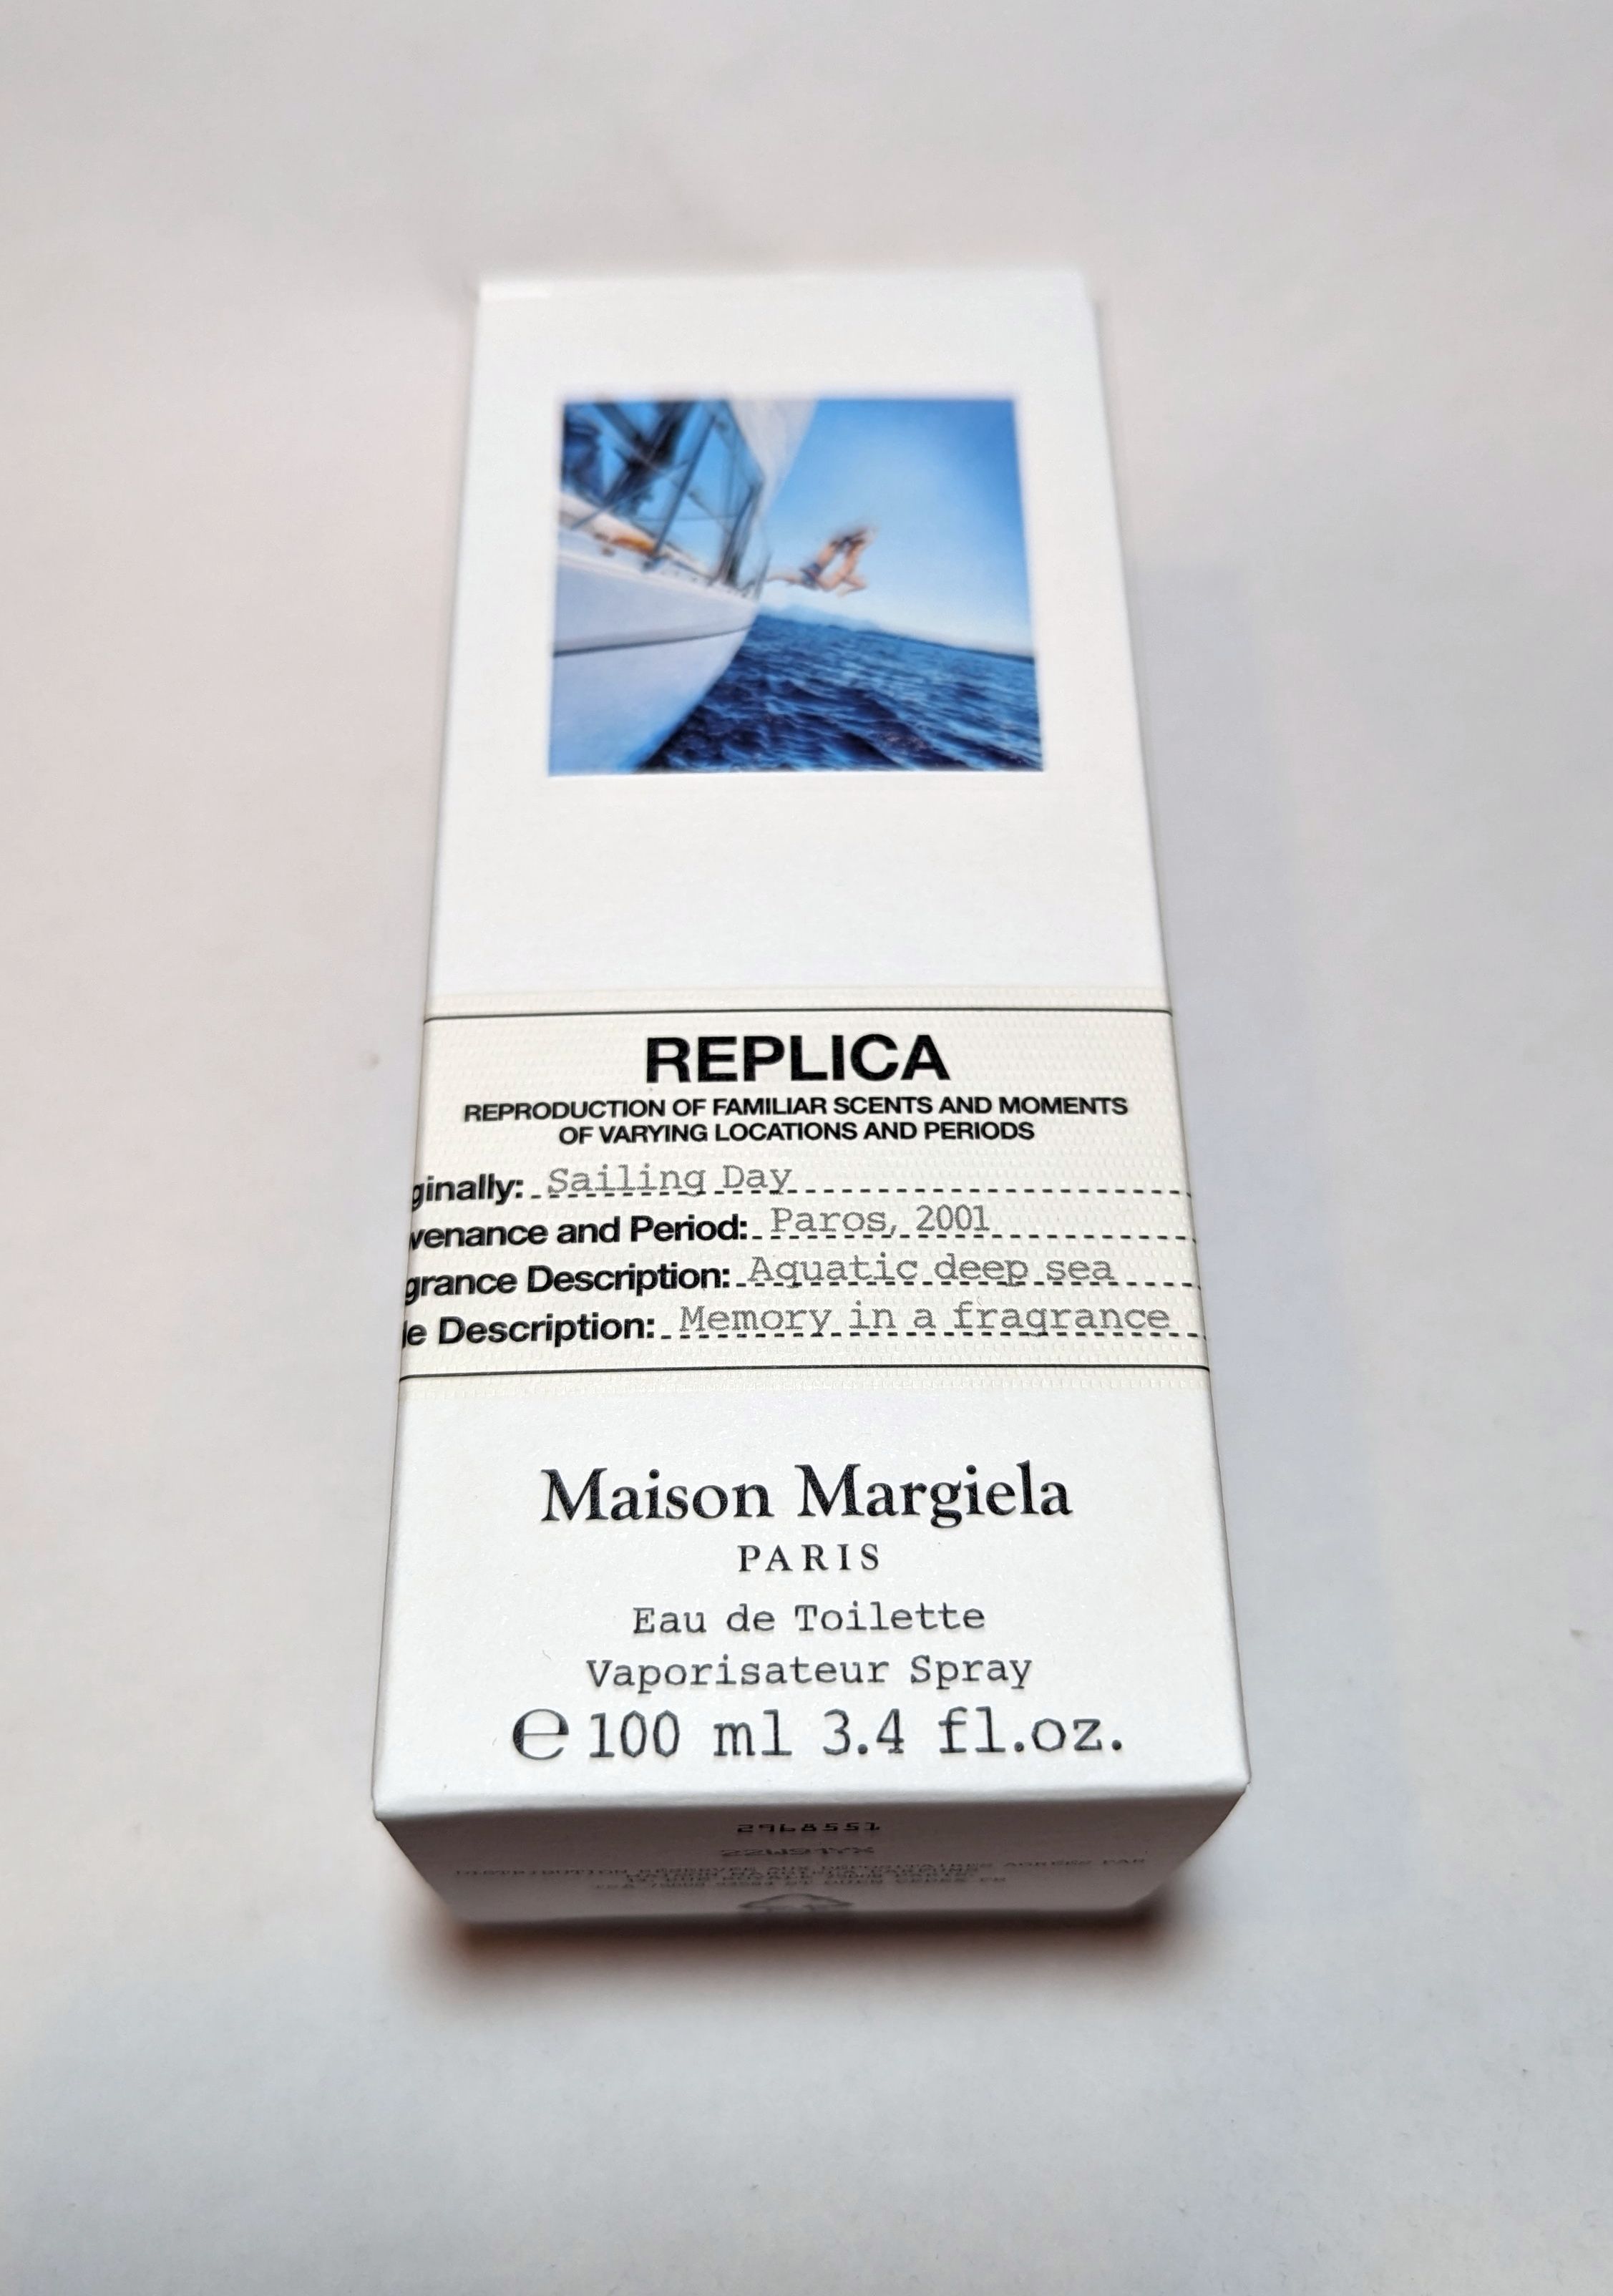 REPLICA
REPRODUCTION OF FAMILIAR SCENTS AND MOMENTS
OF VARYING LOCATIONS AND PERIODS
ginally: Sailing Day
venance and Period: Paros, 2001
grance Description: Aquatic deep sea
le Description: Memory in a fragrance
Maison Margiela
PARIS
Eau de Toilette
Vaporisateur Spray
℮ 100 ml 3.4 fl.oz.
2968551